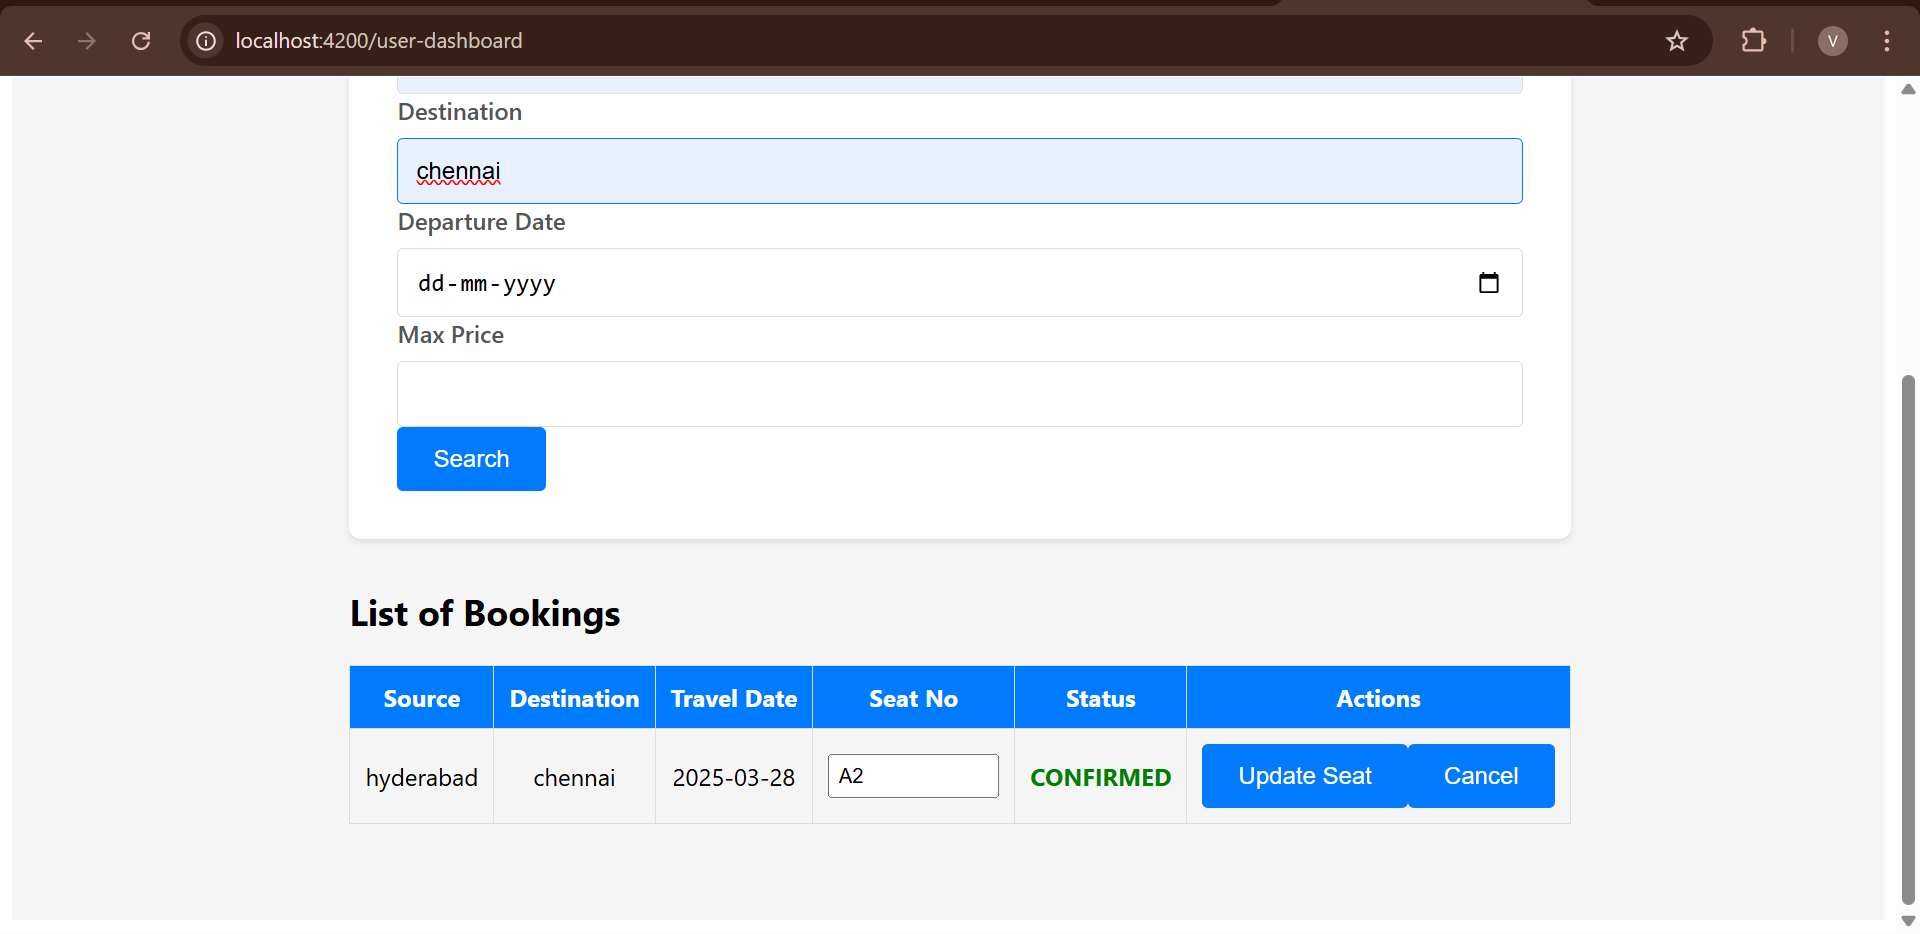 localhost:4200/user-dashboard
V
Destination
chennai
Departure Date
dd-mm-yyyy
Max Price
Search
List of Bookings
Source Destination Travel Date Seat No Status Actions
hyderabad chennai 2025-03-28 A2 CONFIRMED Update Seat Cancel